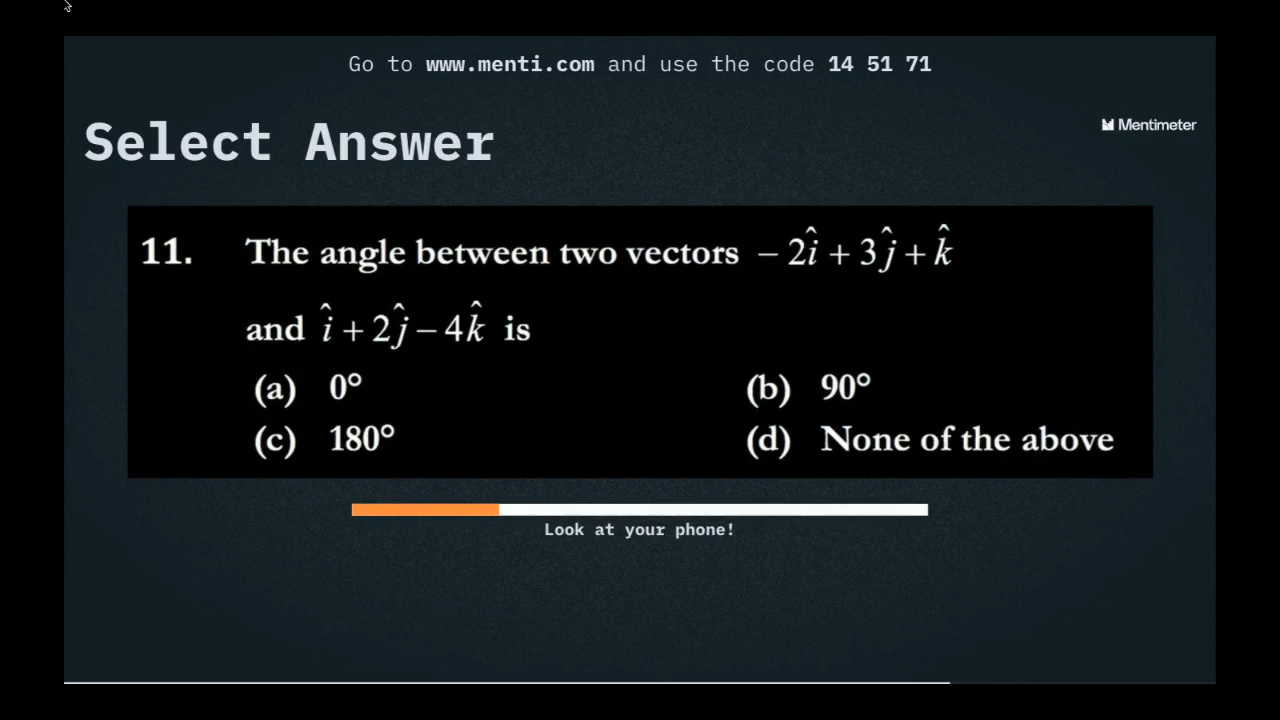 Go to www.menti.com and use the code 14 51 71
Select Answer
Mentimeter
11. The angle between two vectors − 2î + 3ĵ + k̂
and î + 2ĵ − 4k̂ is
(a) 0° (b) 90°
(c) 180° (d) None of the above
Look at your phone!